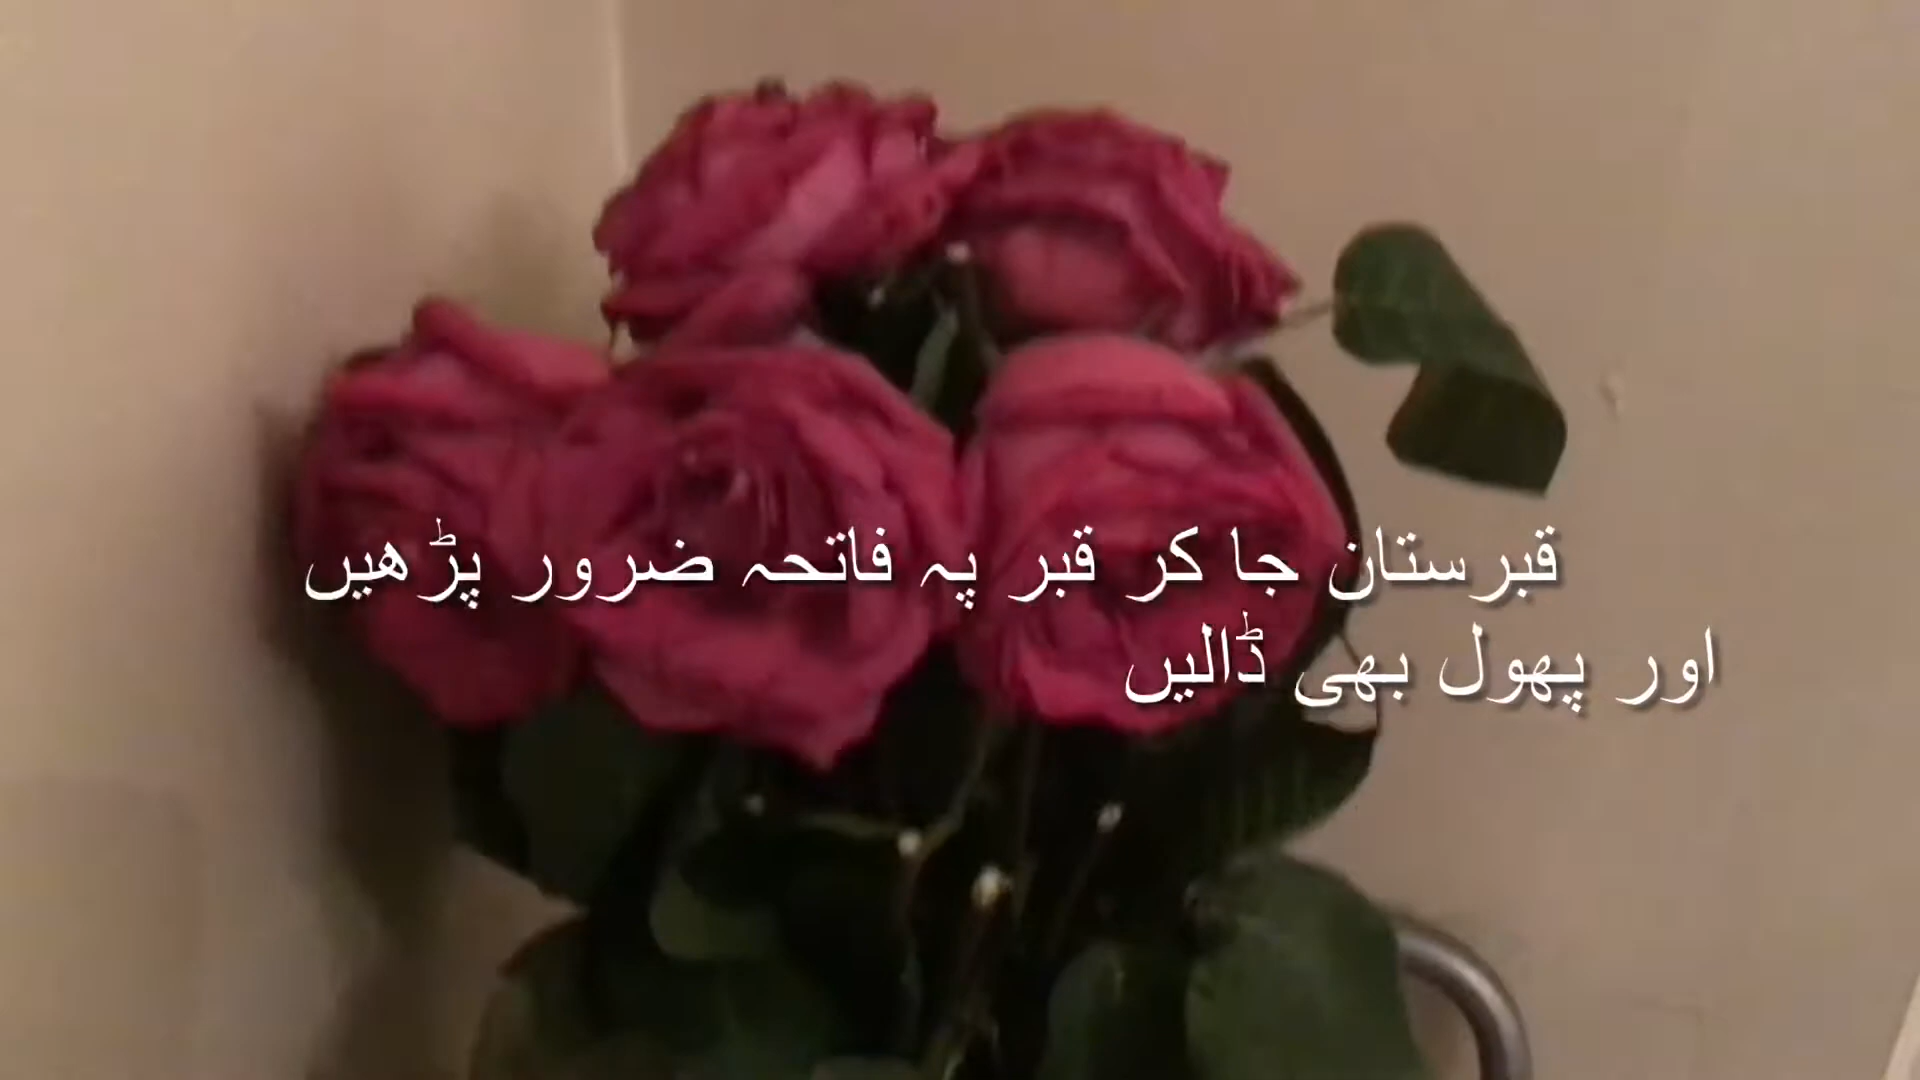 قبرستان جا کر قبر پہ فاتحہ ضرور پڑھیں
اور پھول بھی ڈالیں